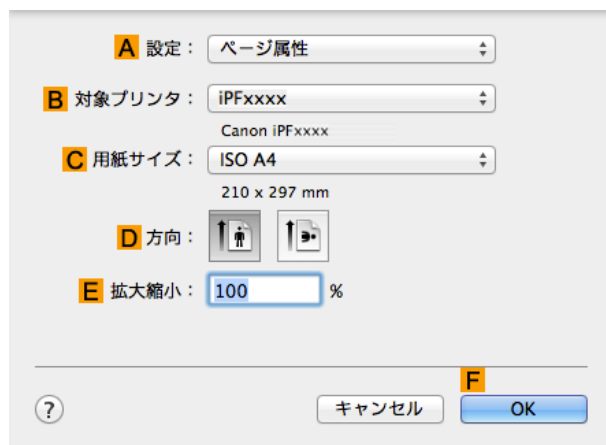 A 設定： ページ属性
B 対象プリンタ： iPFxxxx
Canon iPFxxxx
C 用紙サイズ： ISO A4
210 x 297 mm
D 方向：
E 拡大縮小： 100 %
F
? キャンセル OK